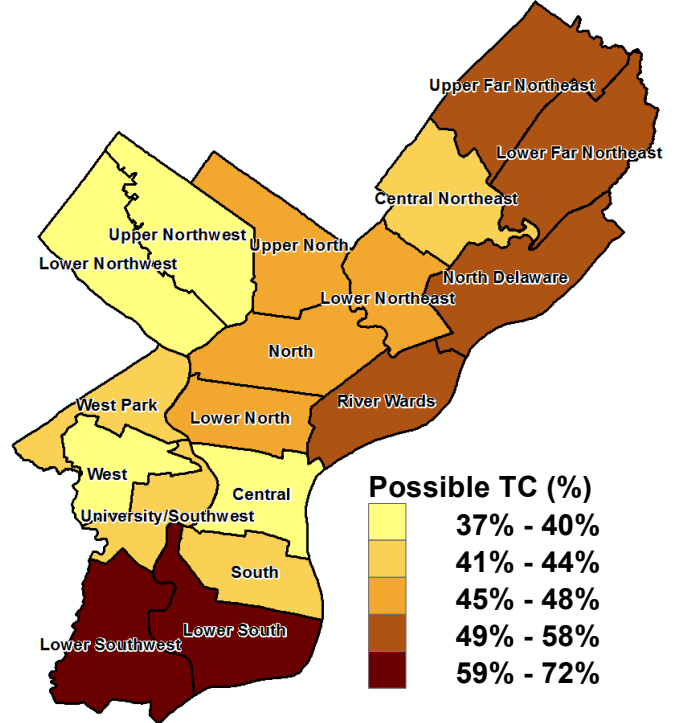 Upper Far Northeast
Lower Far Northeast
Central Northeast
Upper Northwest
Upper North
Lower Northwest
North Delaware
Lower Northeast
North
River Wards
West Park
Lower North
West
Central
University/Southwest
South
Lower South
Lower Southwest
Possible TC (%)
37% - 40%
41% - 44%
45% - 48%
49% - 58%
59% - 72%